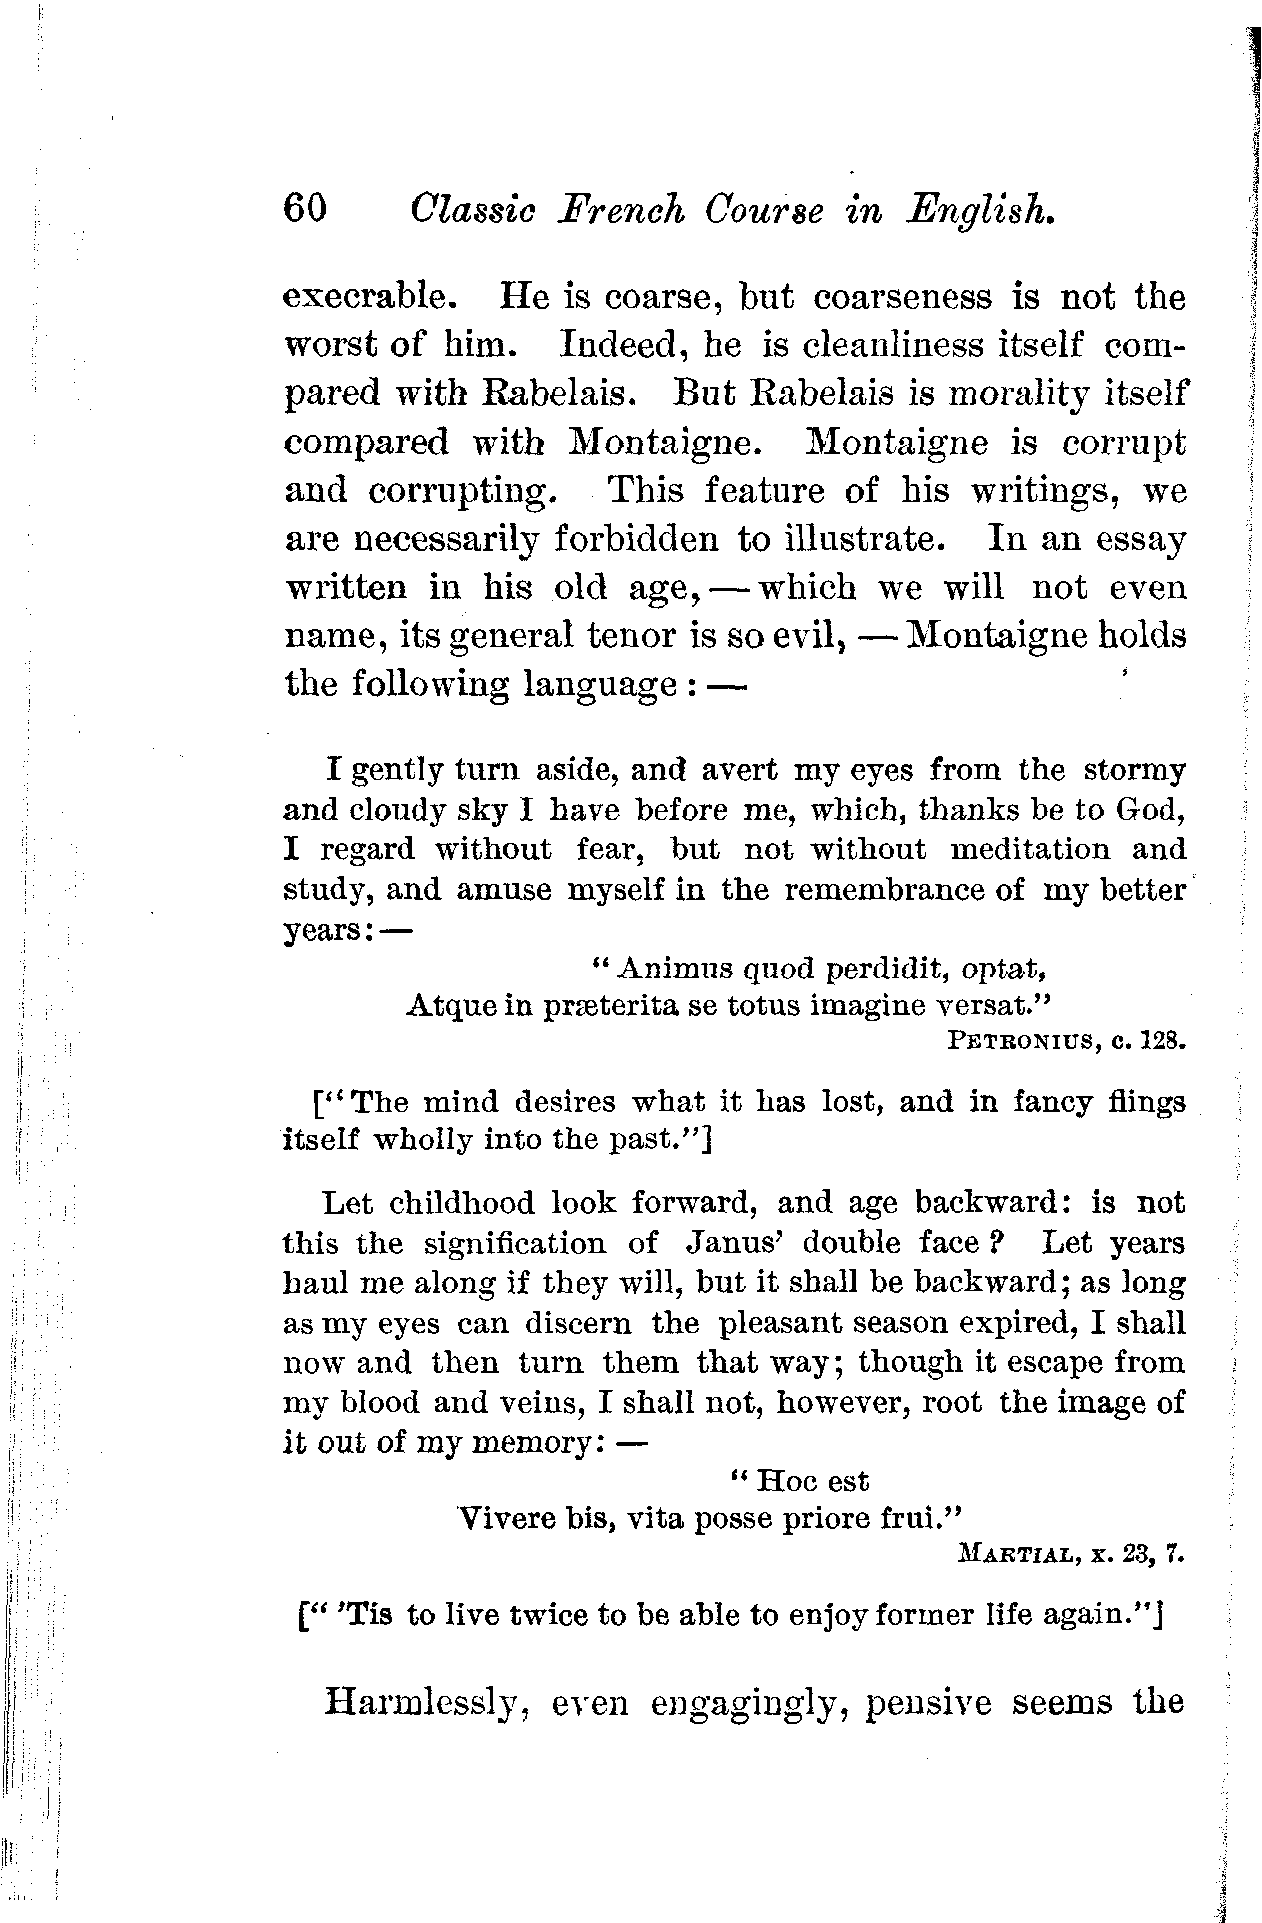 60 Classic French Course in English.
execrable. He is coarse, but coarseness is not the
worst of him. Indeed, he is cleanliness itself com-
pared with Rabelais. But Rabelais is morality itself
compared with Montaigne. Montaigne is corrupt
and corrupting. This feature of his writings, we
are necessarily forbidden to illustrate. In an essay
written in his old age, — which we will not even
name, its general tenor is so evil, — Montaigne holds
the following language : —
I gently turn aside, and avert my eyes from the stormy
and cloudy sky I have before me, which, thanks be to God,
I regard without fear, but not without meditation and
study, and amuse myself in the remembrance of my better
years: —
“ Animus quod perdidit, optat,
Atque in præterita se totus imagine versat.”
PETRONIUS, c. 128.
[“ The mind desires what it has lost, and in fancy flings
itself wholly into the past.”]
Let childhood look forward, and age backward: is not
this the signification of Janus’ double face ? Let years
haul me along if they will, but it shall be backward; as long
as my eyes can discern the pleasant season expired, I shall
now and then turn them that way; though it escape from
my blood and veins, I shall not, however, root the image of
it out of my memory: —
“ Hoc est
Vivere bis, vita posse priore frui.”
MARTIAL, x. 23, 7.
[“ ’Tis to live twice to be able to enjoy former life again.”]
Harmlessly, even engagingly, pensive seems the